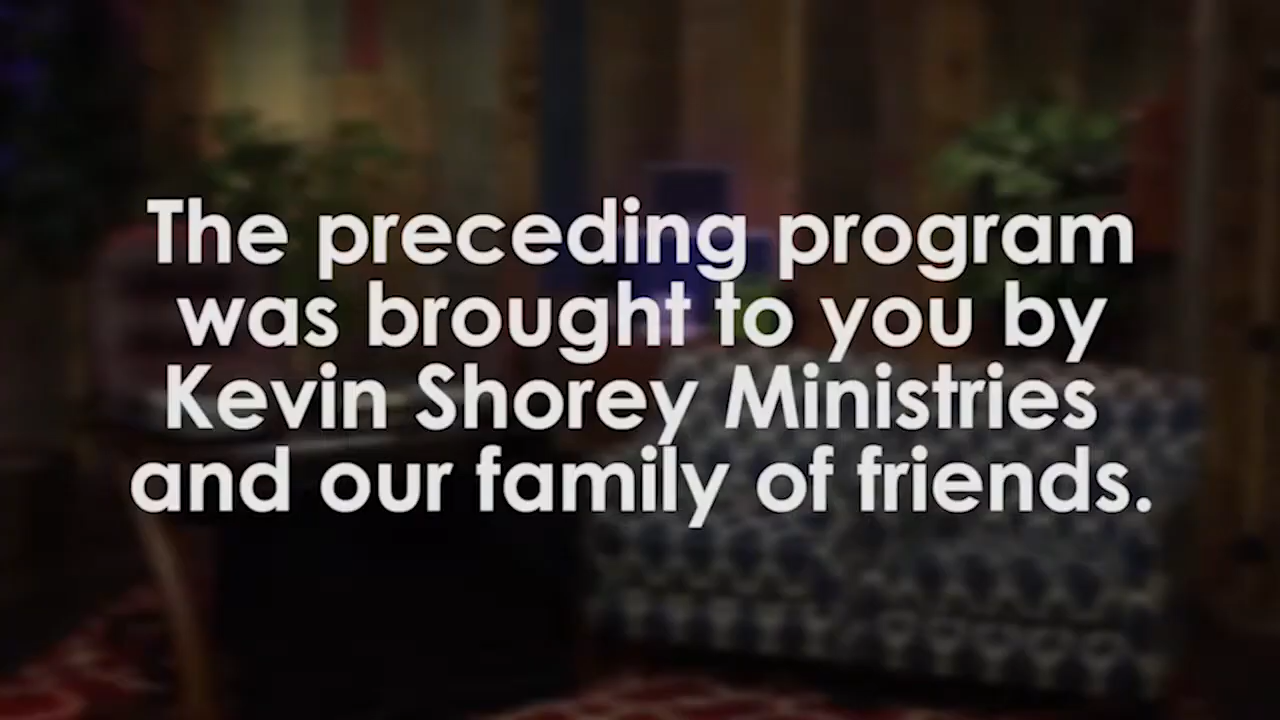 The preceding program
was brought to you by
Kevin Shorey Ministries
and our family of friends.